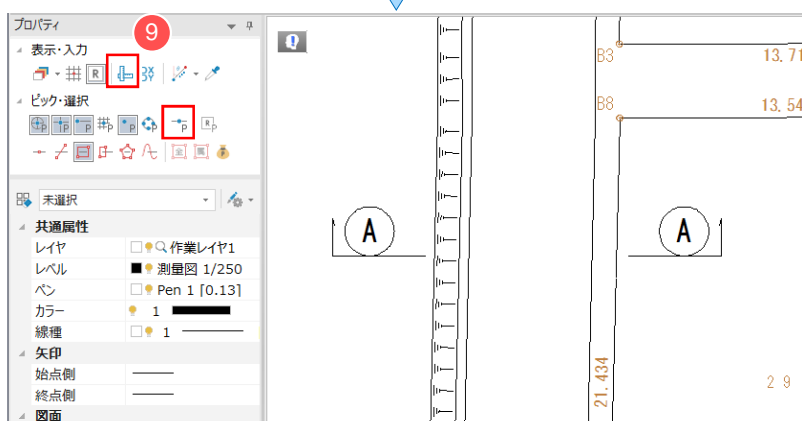 プロパティ
9
表示・入力
R
ピック・選択
P P P P P P P R P
全 属
未選択
共通属性
レイヤ 作業レイヤ1
レベル 測量図 1/250
ペン Pen 1 [0.13]
カラー 1
線種 1
矢印
始点側
終点側
図面
B3
13.71
B8
13.54
A
A
21.434
29